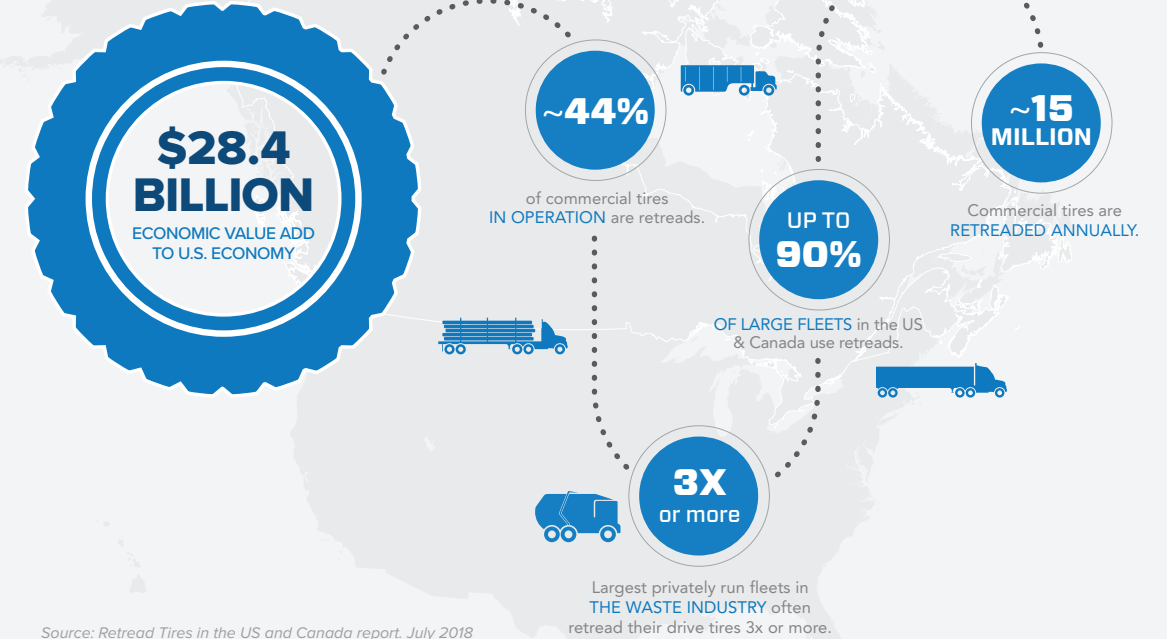 $28.4
BILLION
ECONOMIC VALUE ADD
TO U.S. ECONOMY
~44%
of commercial tires
IN OPERATION are retreads.
3X
or more
Largest privately run fleets in
THE WASTE INDUSTRY often
retread their drive tires 3x or more.
UP TO
90%
OF LARGE FLEETS in the US
& Canada use retreads.
~15
MILLION
Commercial tires are
RETREADED ANNUALLY.
Source: Retread Tires in the US and Canada report. July 2018